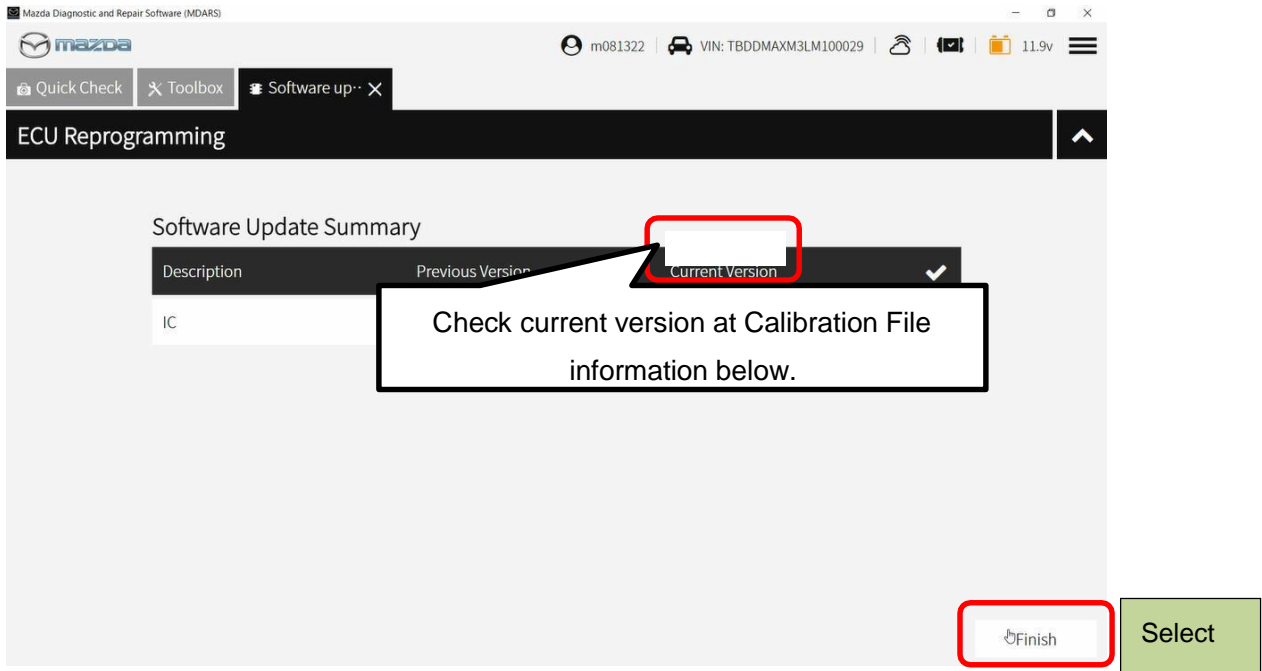 Mazda Diagnostic and Repair Software (MDARS)
mazda m081322 VIN: TBDDMAXM3LM100029 11.9v
Quick Check Toolbox Software up··
ECU Reprogramming
Software Update Summary
Description Previous Version Current Version
IC
Check current version at Calibration File
information below.
Finish
Select